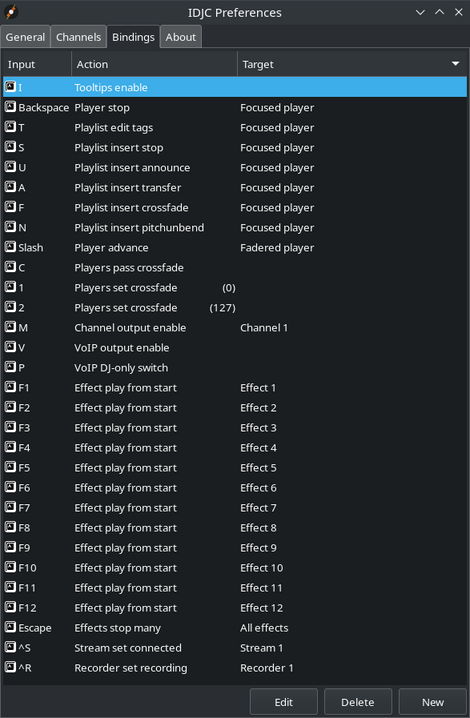 IDJC Preferences
General Channels Bindings About
Input Action Target
I Tooltips enable
Backspace Player stop Focused player
T Playlist edit tags Focused player
S Playlist insert stop Focused player
U Playlist insert announce Focused player
A Playlist insert transfer Focused player
F Playlist insert crossfade Focused player
N Playlist insert pitchunbend Focused player
Slash Player advance Fadered player
C Players pass crossfade
1 Players set crossfade (0)
2 Players set crossfade (127)
M Channel output enable Channel 1
V VoIP output enable
P VoIP DJ-only switch
F1 Effect play from start Effect 1
F2 Effect play from start Effect 2
F3 Effect play from start Effect 3
F4 Effect play from start Effect 4
F5 Effect play from start Effect 5
F6 Effect play from start Effect 6
F7 Effect play from start Effect 7
F8 Effect play from start Effect 8
F9 Effect play from start Effect 9
F10 Effect play from start Effect 10
F11 Effect play from start Effect 11
F12 Effect play from start Effect 12
Escape Effects stop many All effects
^S Stream set connected Stream 1
^R Recorder set recording Recorder 1
Edit Delete New